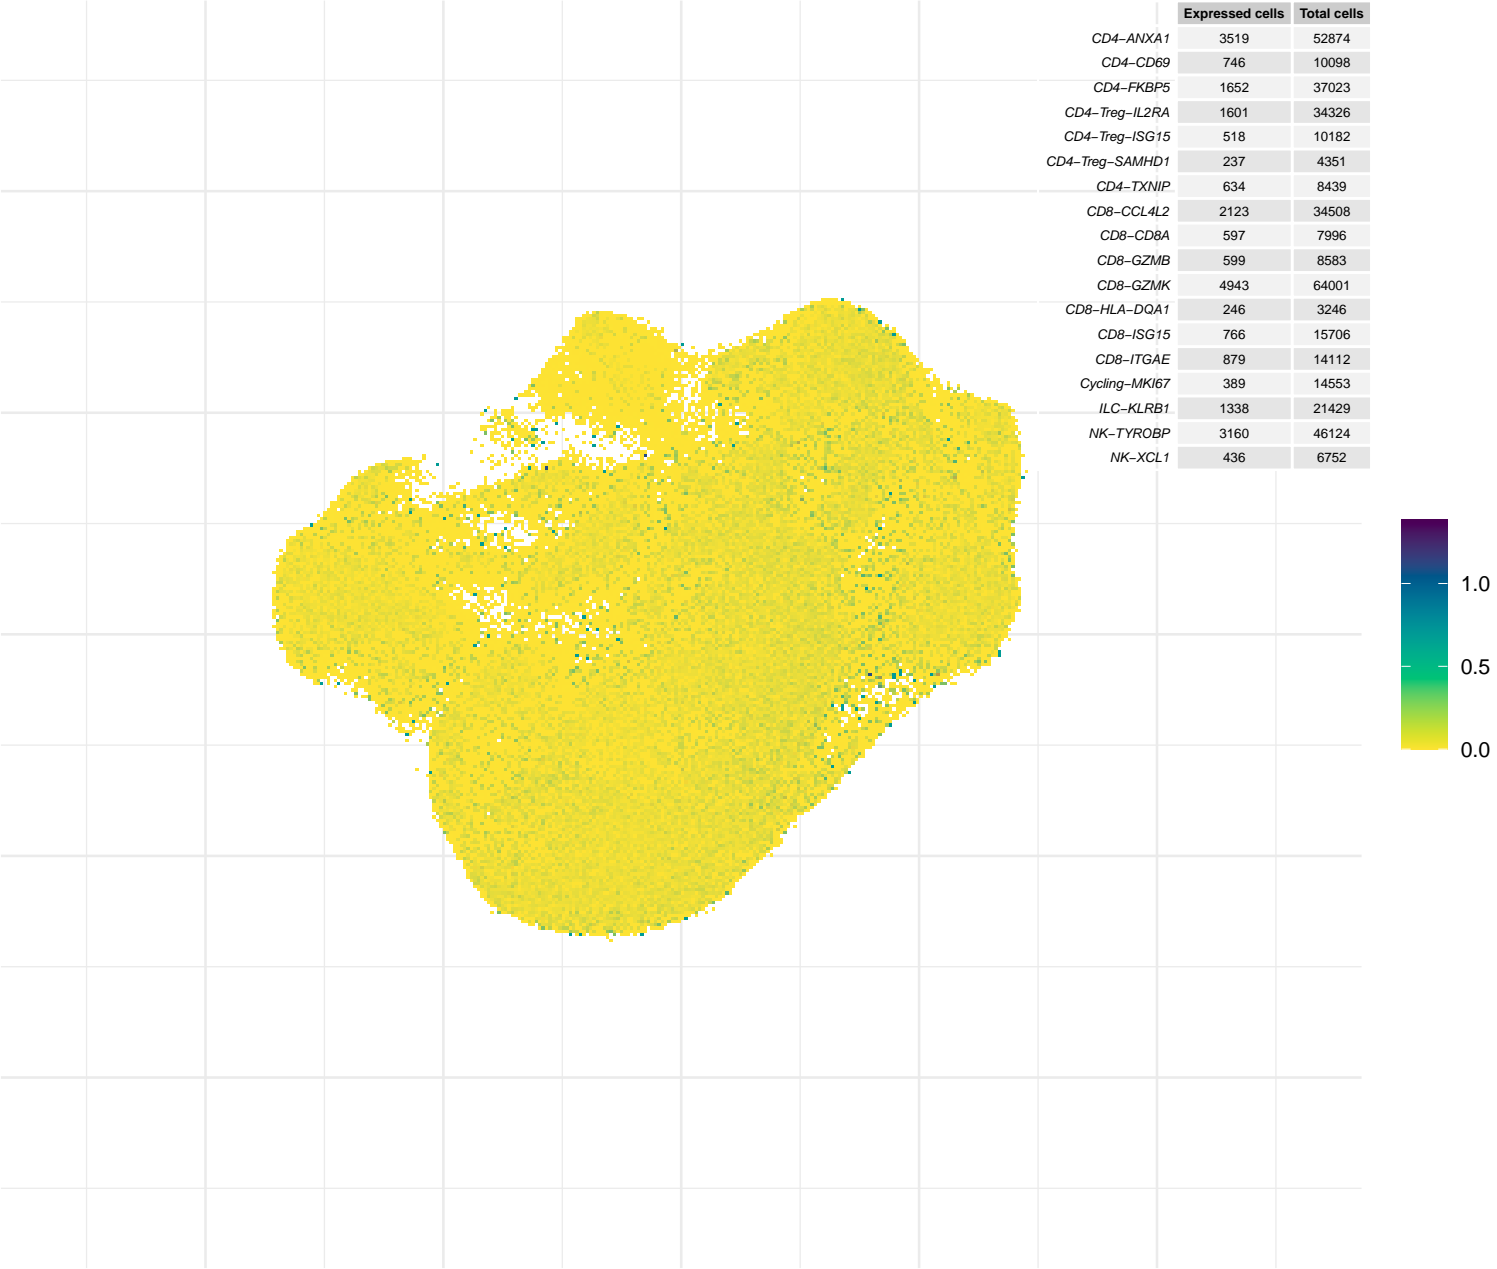 Expressed cells Total cells
CD4−ANXA1 3519 52874
CD4−CD69 746 10098
CD4−FKBP5 1652 37023
CD4−Treg−IL2RA 1601 34326
CD4−Treg−ISG15 518 10182
CD4−Treg−SAMHD1 237 4351
CD4−TXNIP 634 8439
CD8−CCL4L2 2123 34508
CD8−CD8A 597 7996
CD8−GZMB 599 8583
CD8−GZMK 4943 64001
CD8−HLA−DQA1 246 3246
CD8−ISG15 766 15706
CD8−ITGAE 879 14112
Cycling−MKI67 389 14553
ILC−KLRB1 1338 21429
NK−TYROBP 3160 46124
NK−XCL1 436 6752
1.0
0.5
0.0